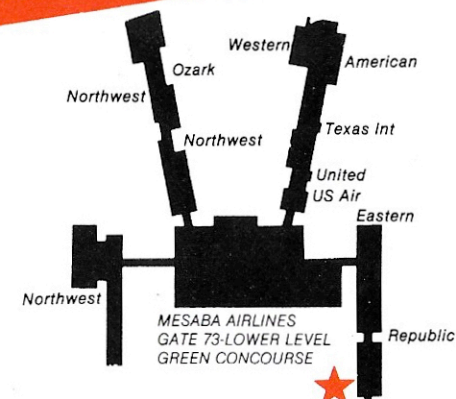 Western
American
Ozark
Northwest
Northwest
Texas Int
United
US Air
Eastern
Northwest
MESABA AIRLINES
GATE 73-LOWER LEVEL
GREEN CONCOURSE
Republic